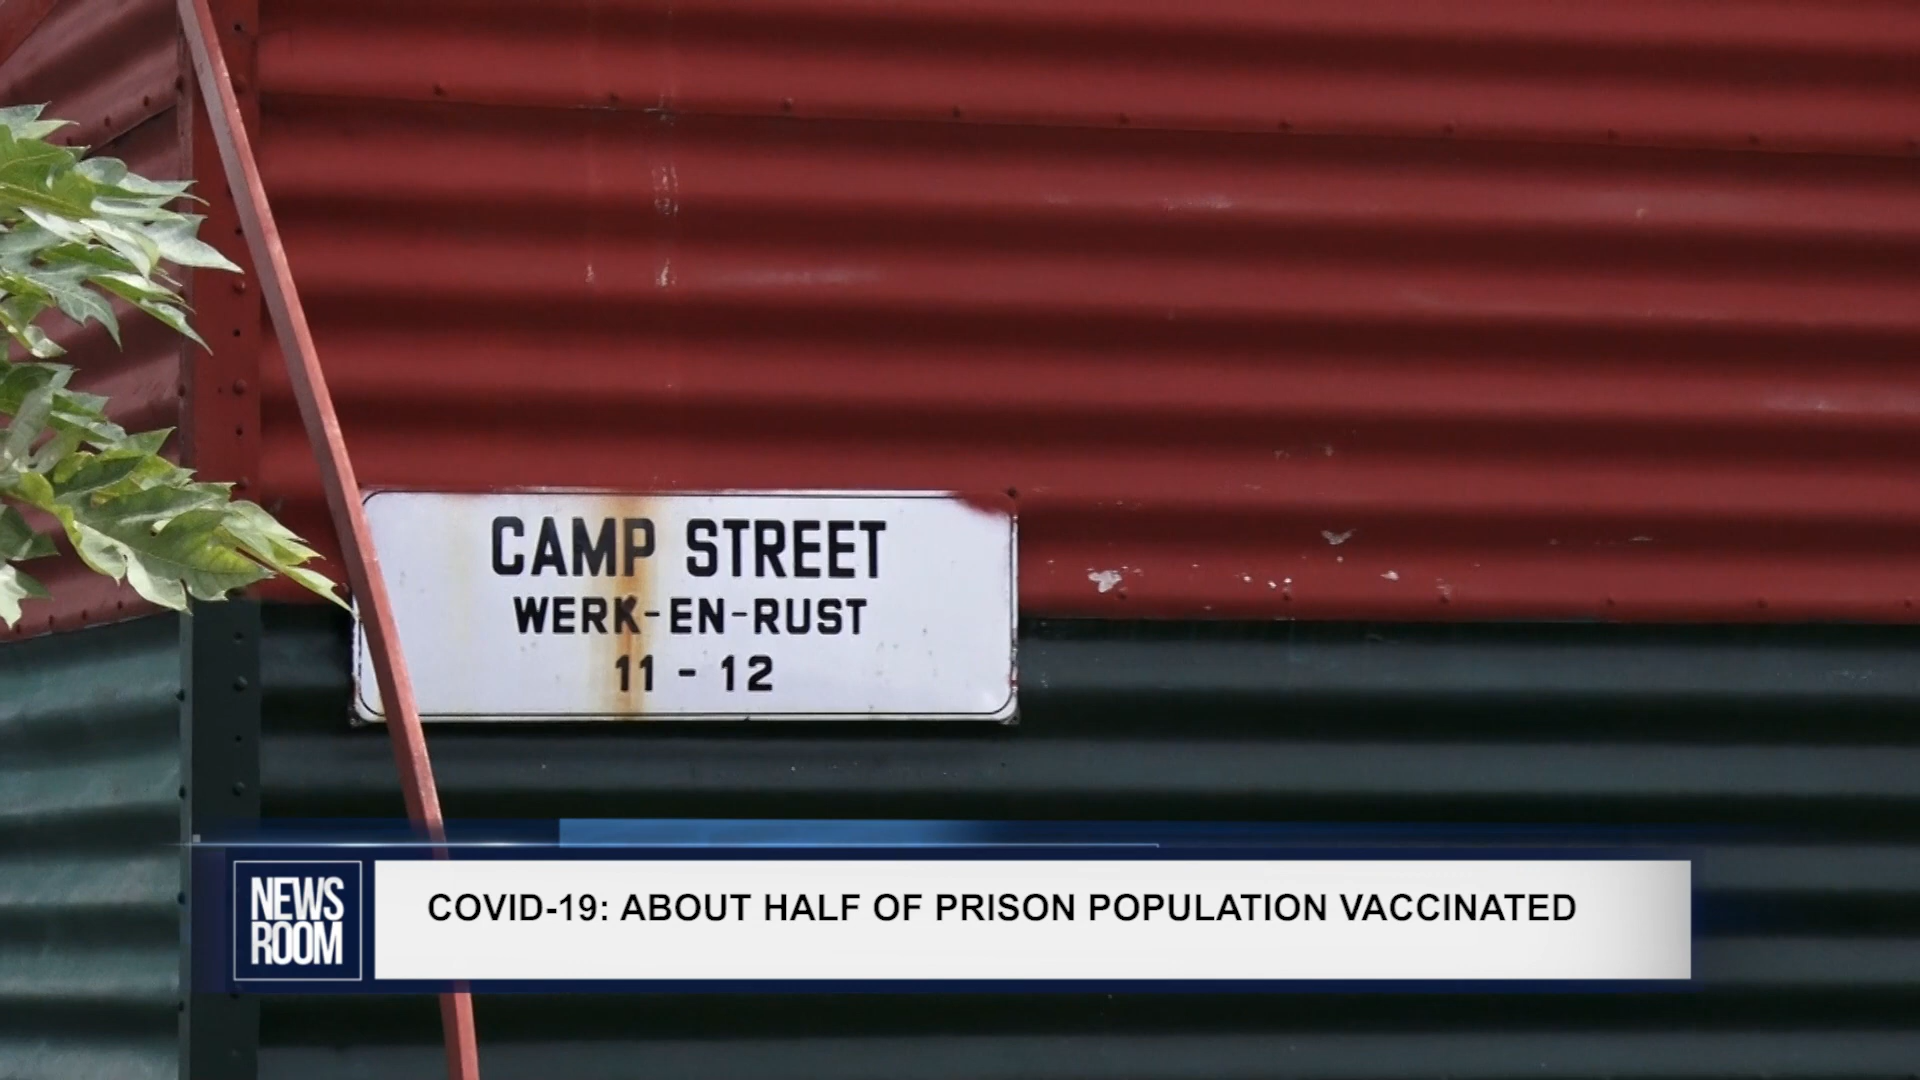 CAMP STREET
WERK-EN-RUST
11 - 12
NEWS
ROOM
COVID-19: ABOUT HALF OF PRISON POPULATION VACCINATED